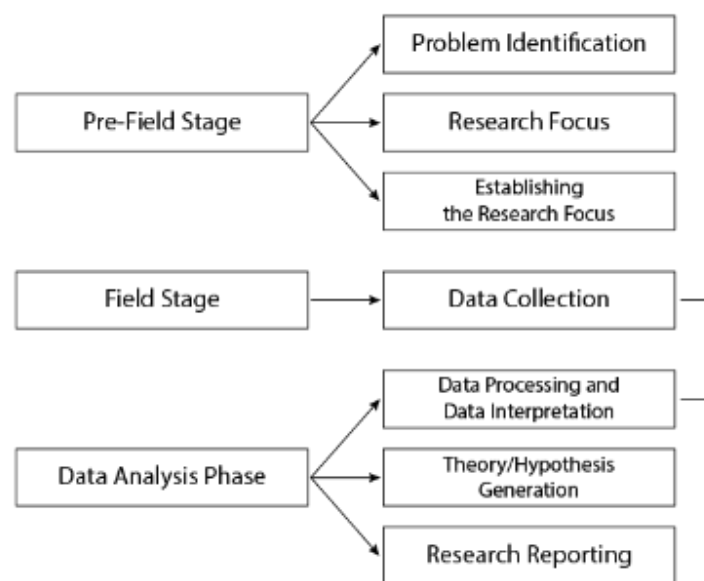 Problem Identification
Pre-Field Stage
Research Focus
Establishing
the Research Focus
Field Stage
Data Collection
Data Processing and
Data Interpretation
Data Analysis Phase
Theory/Hypothesis
Generation
Research Reporting